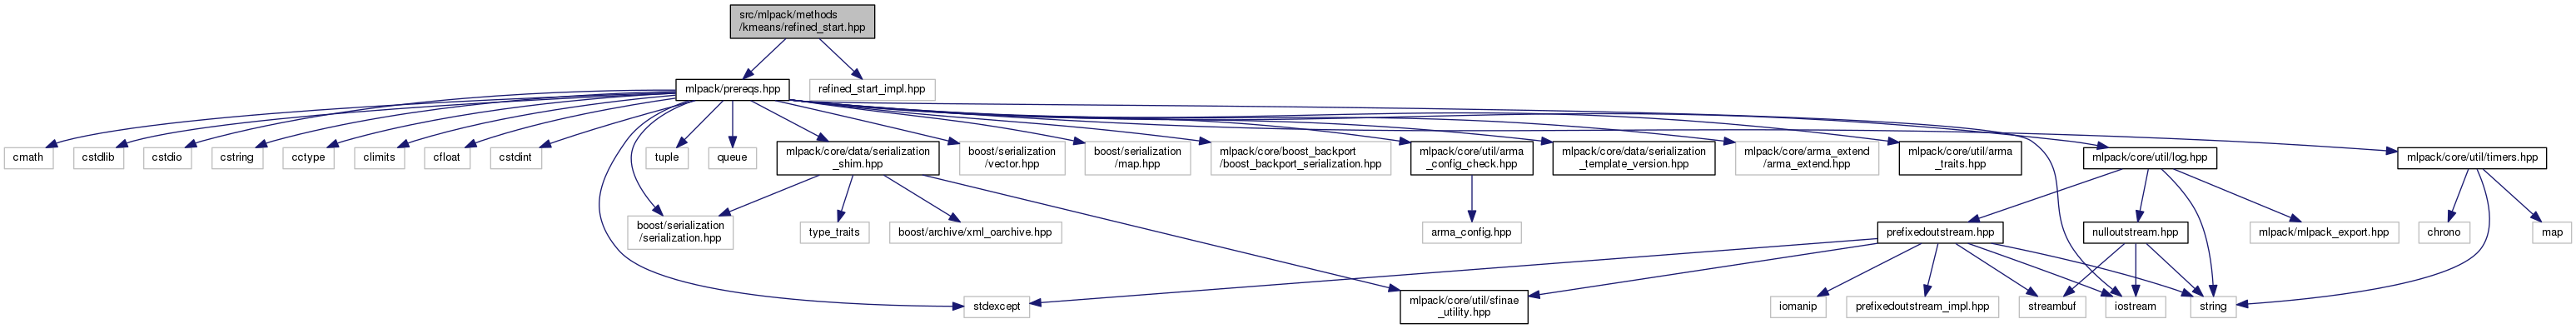 src/mlpack/methods
/kmeans/refined_start.hpp
mlpack/prereqs.hpp
refined_start_impl.hpp
cmath
cstdlib
cstdio
cstring
cctype
climits
cfloat
cstdint
tuple
queue
mlpack/core/data/serialization
_shim.hpp
boost/serialization
/vector.hpp
boost/serialization
/map.hpp
mlpack/core/boost_backport
/boost_backport_serialization.hpp
mlpack/core/util/arma
_config_check.hpp
mlpack/core/data/serialization
_template_version.hpp
mlpack/core/arma_extend
/arma_extend.hpp
mlpack/core/util/arma
_traits.hpp
mlpack/core/util/log.hpp
mlpack/core/util/timers.hpp
boost/serialization
/serialization.hpp
type_traits
boost/archive/xml_oarchive.hpp
arma_config.hpp
prefixedoutstream.hpp
nulloutstream.hpp
mlpack/mlpack_export.hpp
chrono
map
stdexcept
mlpack/core/util/sfinae
_utility.hpp
iomanip
prefixedoutstream_impl.hpp
streambuf
iostream
string